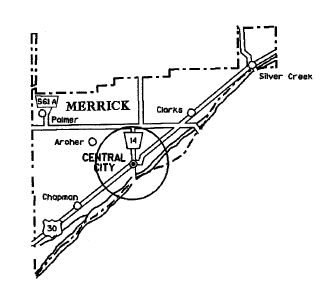 Silver Creek
561A
MERRICK
Palmer
Clarks
Archer
14
CENTRAL
CITY
Chapman
30